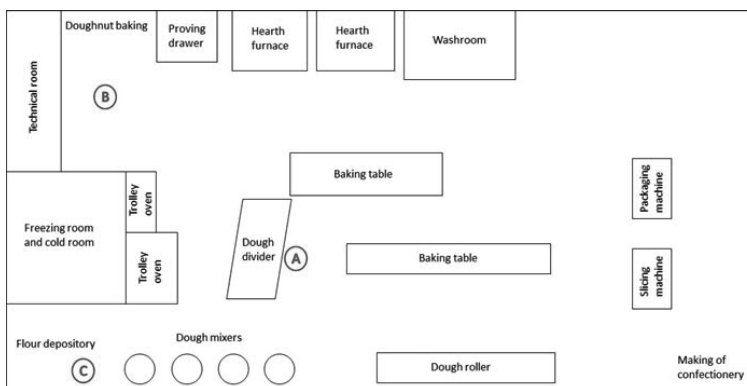 Doughnut baking
Proving
drawer
Hearth
furnace
Hearth
furnace
Washroom
Technical room
B
Baking table
Packaging
machine
Freezing room
and cold room
Trolley
oven
Trolley
oven
Dough
divider
A
Baking table
Slicing
machine
Flour depository
C
Dough mixers
Dough roller
Making of
confectionery